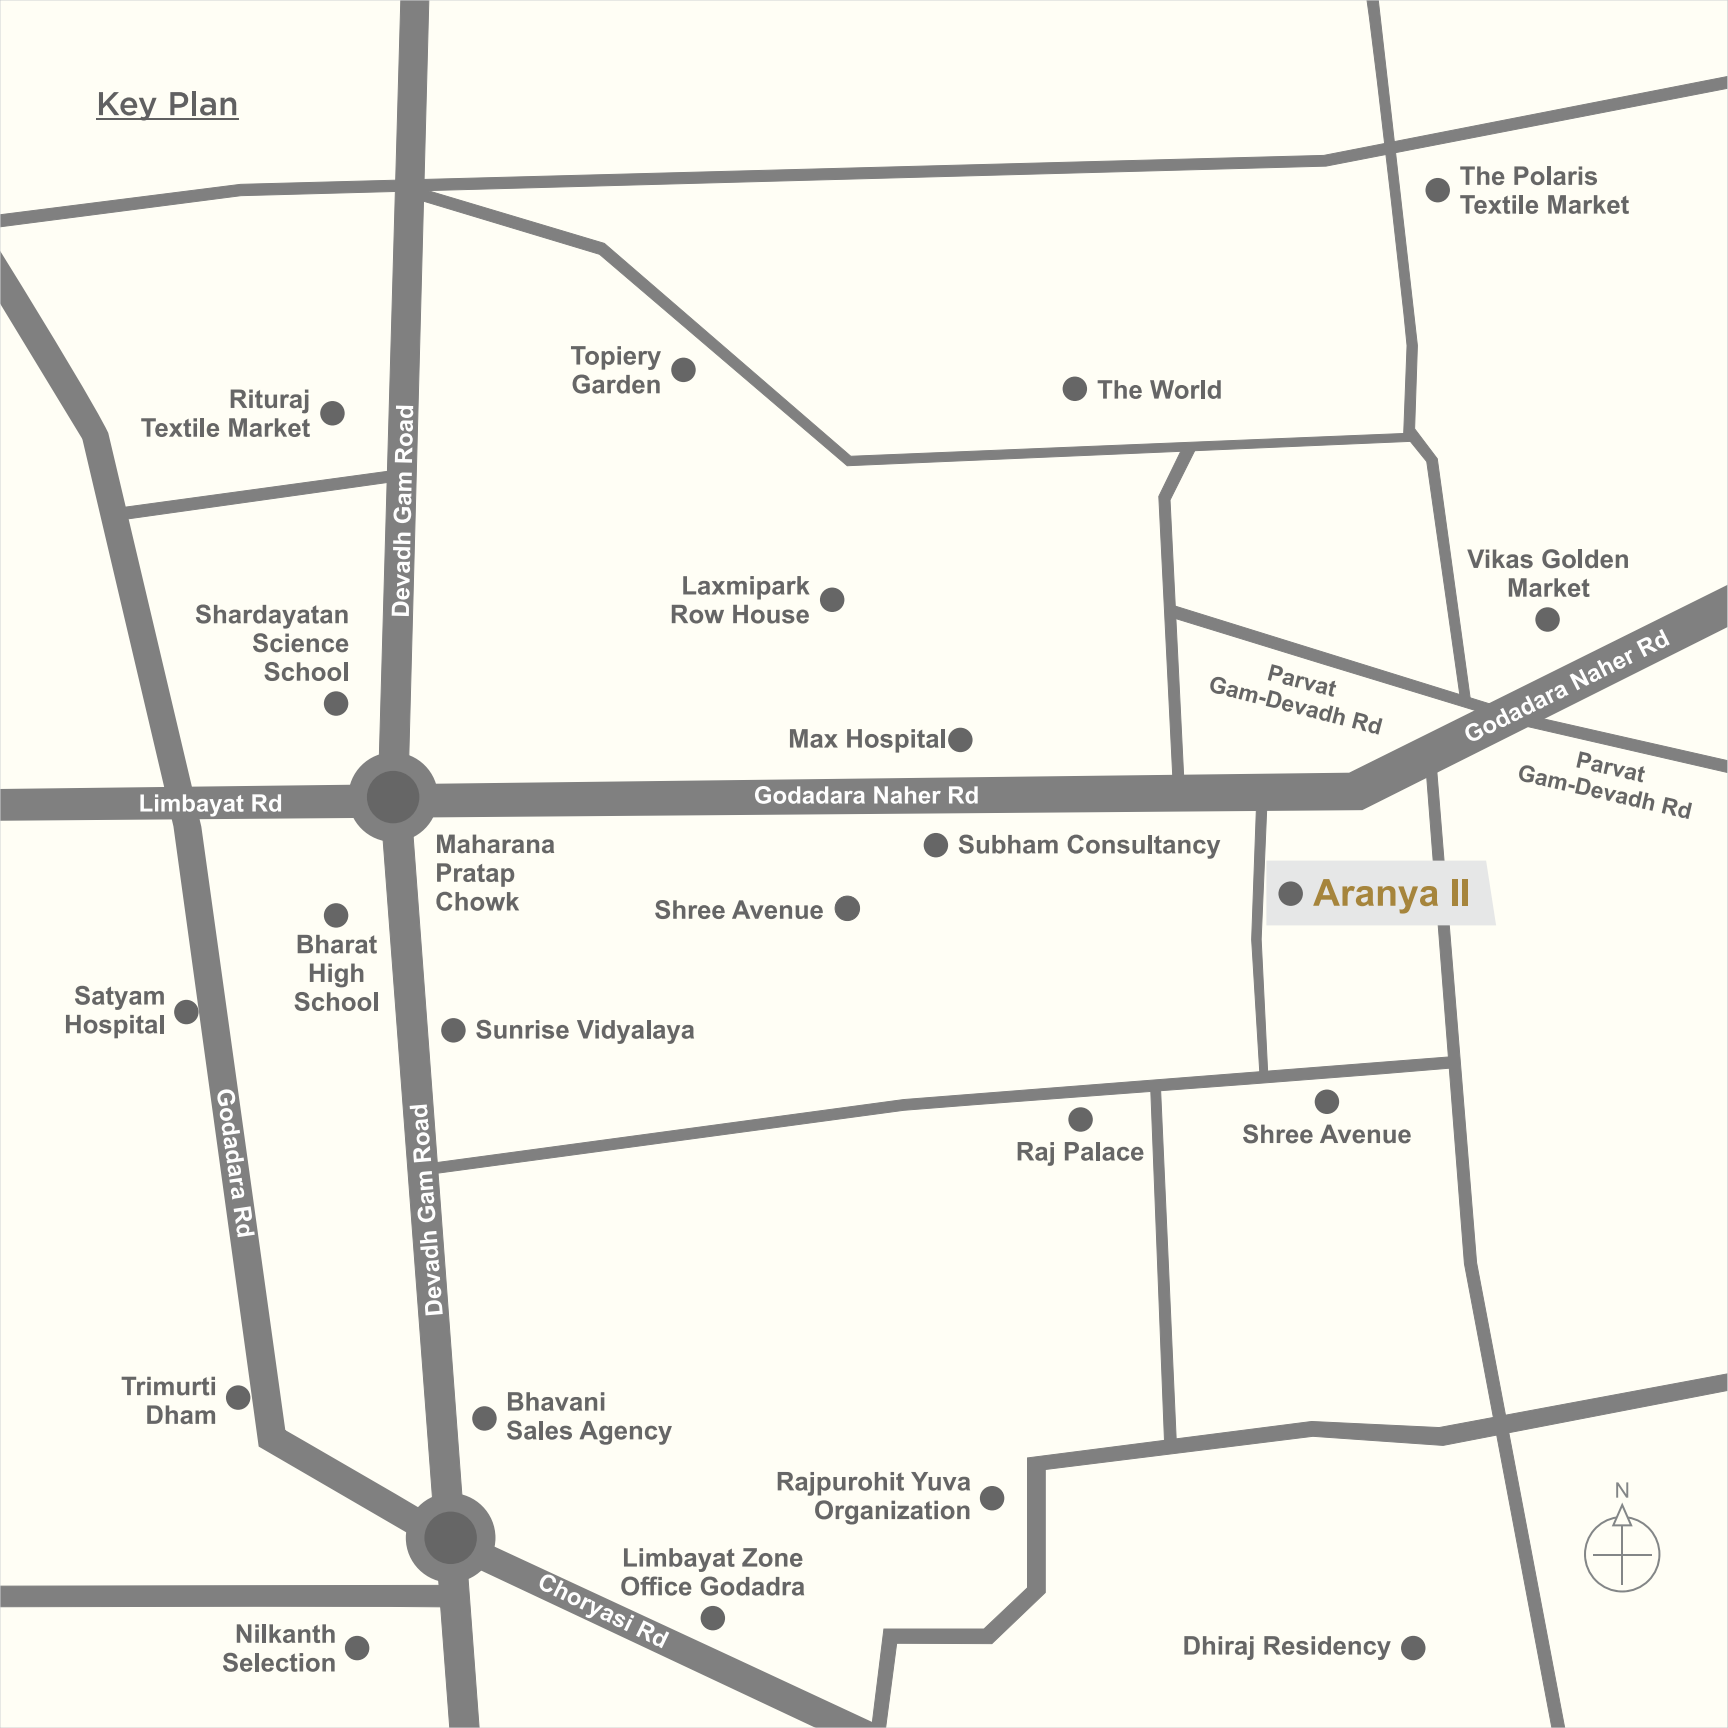 Key Plan
The Polaris
Textile Market
Topiery
Garden
The World
Rituraj
Textile Market
Devadh Gam Road
Vikas Golden
Market
Laxmipark
Row House
Shardayatan
Science
School
Parvat
Gam-Devadh Rd
Godadara Naher Rd
Max Hospital
Parvat
Gam-Devadh Rd
Limbayat Rd
Godadara Naher Rd
Maharana
Pratap
Chowk
Subham Consultancy
Aranya II
Shree Avenue
Bharat
High
School
Satyam
Hospital
Sunrise Vidyalaya
Godadara Rd
Devadh Gam Road
Raj Palace
Shree Avenue
Trimurti
Dham
Bhavani
Sales Agency
Rajpurohit Yuva
Organization
N
Limbayat Zone
Office Godadra
Choryasi Rd
Nilkanth
Selection
Dhiraj Residency